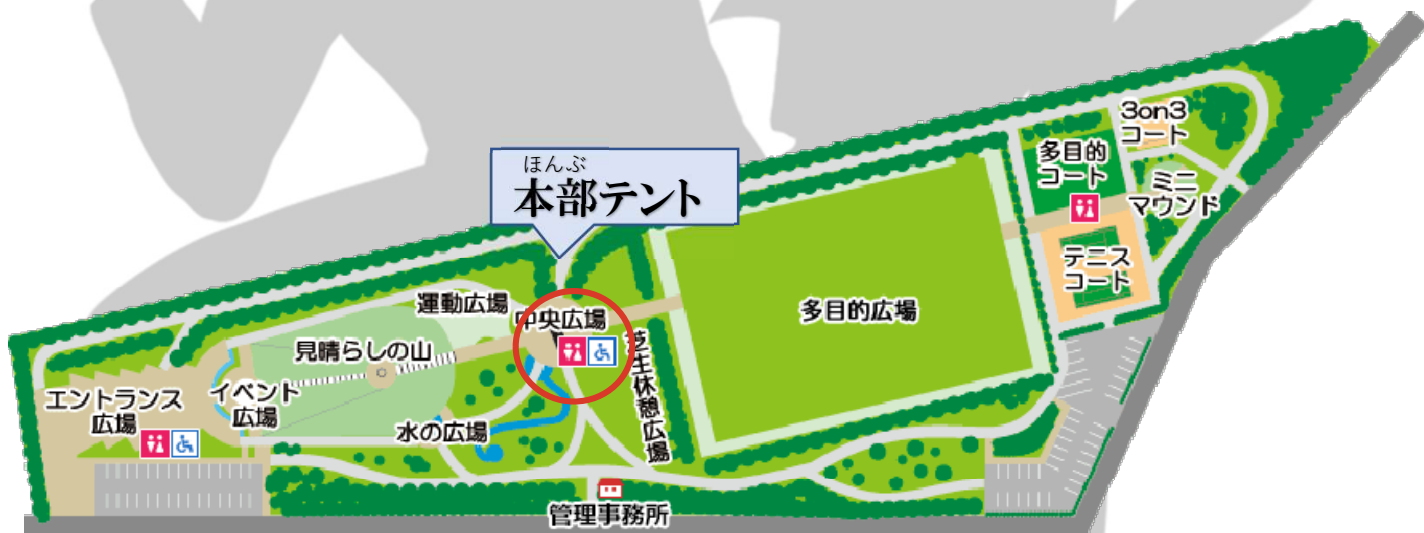 ほんぶ
本部テント
3on3
コート
多目的
コート
ミニ
マウンド
テニス
コート
多目的広場
運動広場
中央広場
見晴らしの山
芝生休憩広場
エントランス
広場
イベント
広場
水の広場
管理事務所